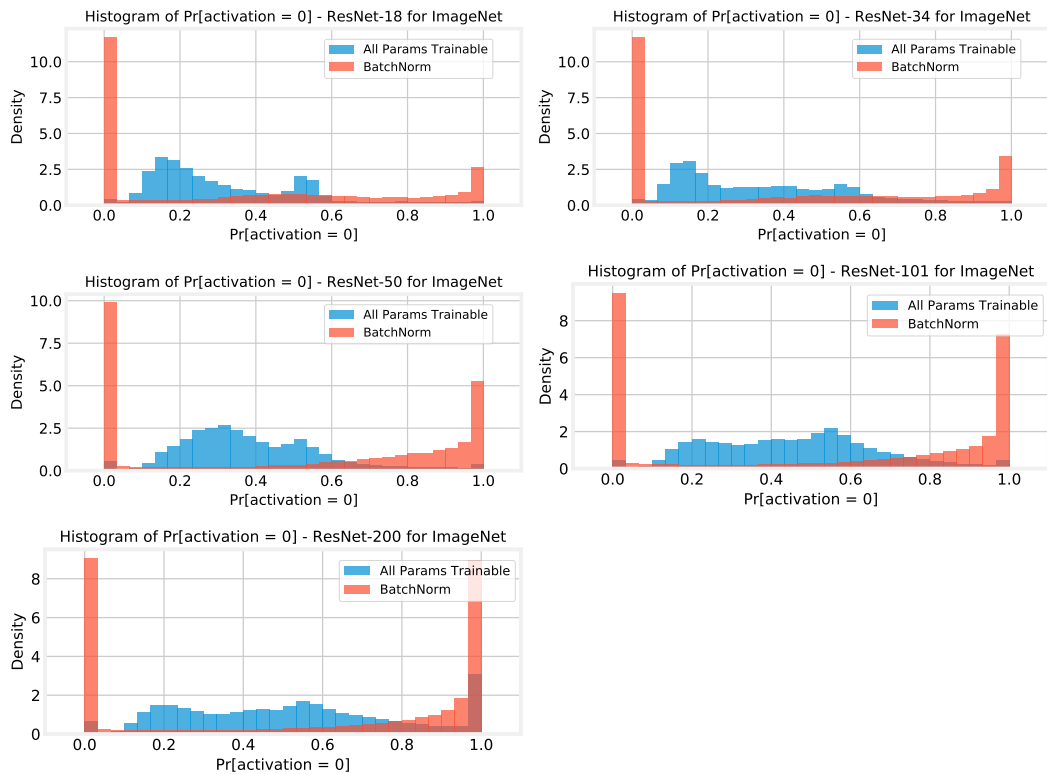 Histogram of Pr[activation = 0] - ResNet-18 for ImageNet
All Params Trainable
BatchNorm
Density
10.0
7.5
5.0
2.5
0.0
0.0 0.2 0.4 0.6 0.8 1.0
Pr[activation = 0]
Histogram of Pr[activation = 0] - ResNet-34 for ImageNet
All Params Trainable
BatchNorm
Density
10.0
7.5
5.0
2.5
0.0
0.0 0.2 0.4 0.6 0.8 1.0
Pr[activation = 0]
Histogram of Pr[activation = 0] - ResNet-50 for ImageNet
All Params Trainable
BatchNorm
Density
10.0
7.5
5.0
2.5
0.0
0.0 0.2 0.4 0.6 0.8 1.0
Pr[activation = 0]
Histogram of Pr[activation = 0] - ResNet-101 for ImageNet
All Params Trainable
BatchNorm
Density
8
6
4
2
0
0.0 0.2 0.4 0.6 0.8 1.0
Pr[activation = 0]
Histogram of Pr[activation = 0] - ResNet-200 for ImageNet
All Params Trainable
BatchNorm
Density
8
6
4
2
0
0.0 0.2 0.4 0.6 0.8 1.0
Pr[activation = 0]